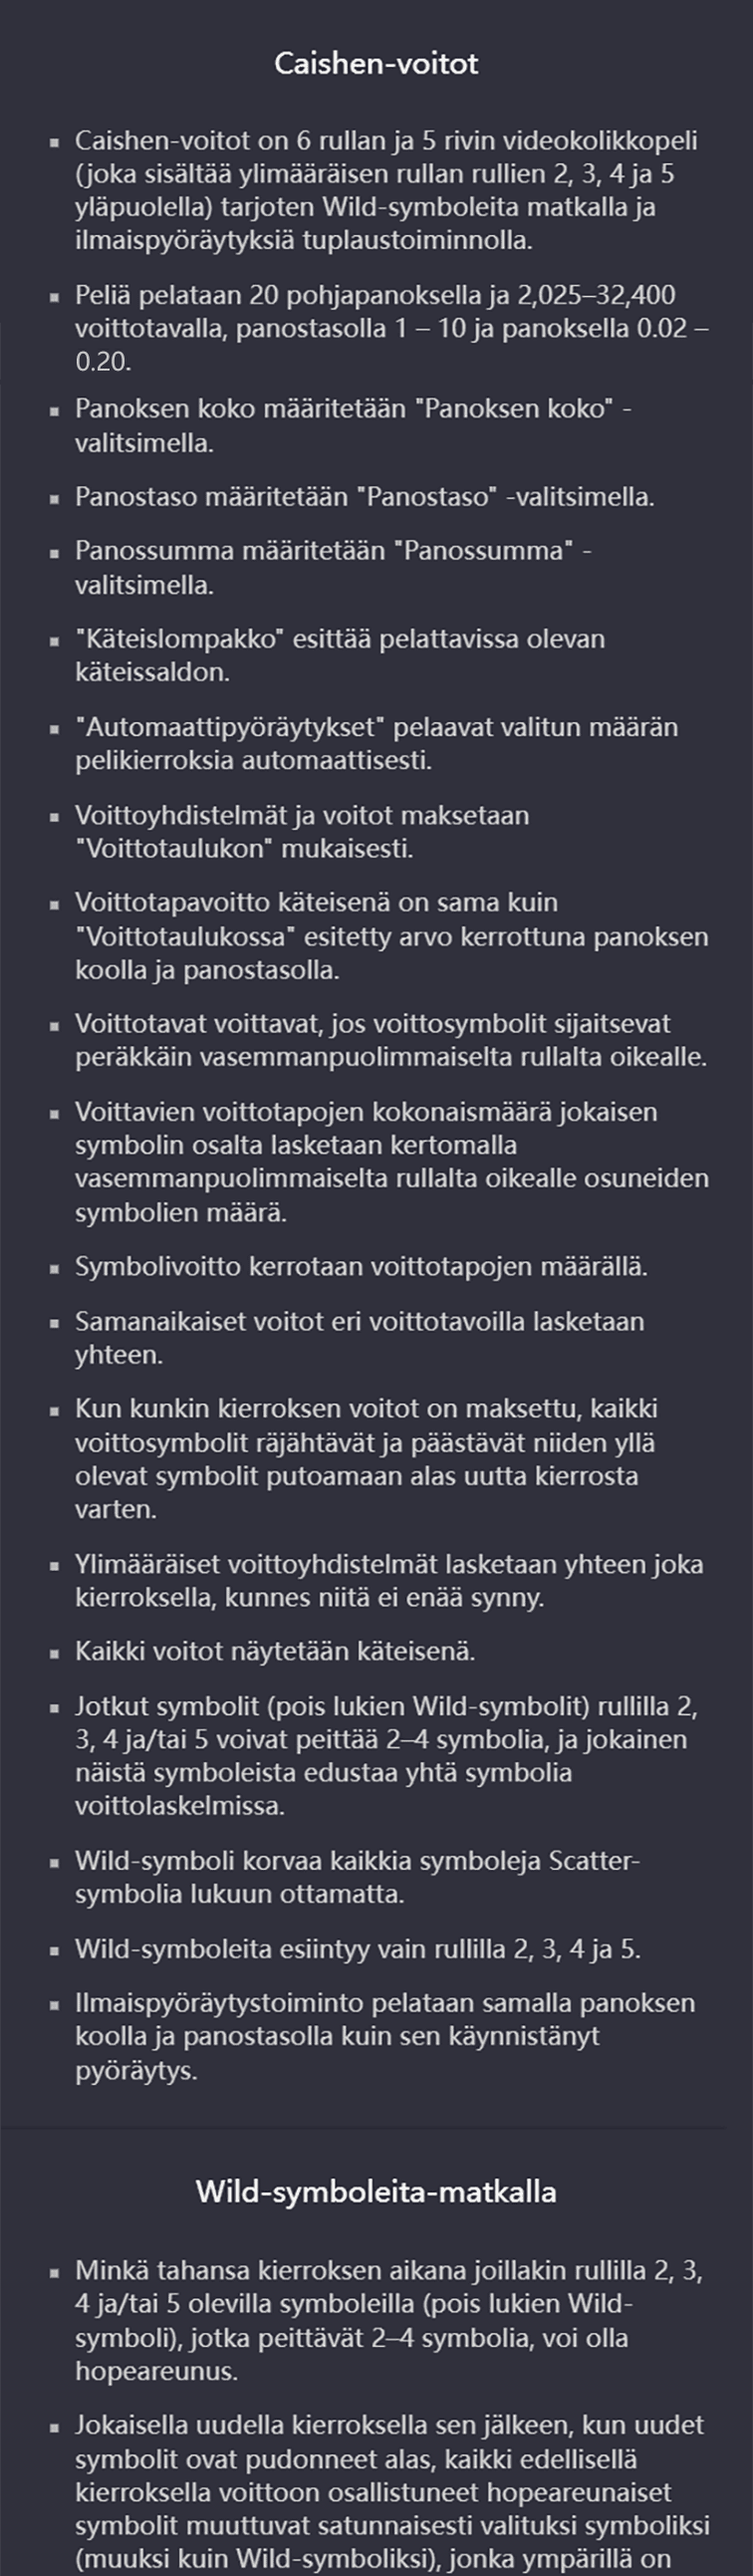 Caishen-voitot
▪ Caishen-voitot on 6 rullan ja 5 rivin videokolikkopeli
(joka sisältää ylimääräisen rullan rullien 2, 3, 4 ja 5
yläpuolella) tarjoten Wild-symboleita matkalla ja
ilmaispyöräytyksiä tuplaustoiminnolla.
▪ Peliä pelataan 20 pohjapanoksella ja 2,025–32,400
voittotavalla, panostasolla 1 – 10 ja panoksella 0.02 –
0.20.
▪ Panoksen koko määritetään "Panoksen koko" -
valitsimella.
▪ Panostaso määritetään "Panostaso" -valitsimella.
▪ Panossumma määritetään "Panossumma" -
valitsimella.
▪ "Käteislompakko" esittää pelattavissa olevan
käteissaldon.
▪ "Automaattipyöräytykset" pelaavat valitun määrän
pelikierroksia automaattisesti.
▪ Voittoyhdistelmät ja voitot maksetaan
"Voittotaulukon" mukaisesti.
▪ Voittotapavoitto käteisenä on sama kuin
"Voittotaulukossa" esitetty arvo kerrottuna panoksen
koolla ja panostasolla.
▪ Voittotavat voittavat, jos voittosymbolit sijaitsevat
peräkkäin vasemmanpuolimmaiselta rullalta oikealle.
▪ Voittavien voittotapojen kokonaismäärä jokaisen
symbolin osalta lasketaan kertomalla
vasemmanpuolimmaiselta rullalta oikealle osuneiden
symbolien määrä.
▪ Symbolivoitto kerrotaan voittotapojen määrällä.
▪ Samanaikaiset voitot eri voittotavoilla lasketaan
yhteen.
▪ Kun kunkin kierroksen voitot on maksettu, kaikki
voittosymbolit räjähtävät ja päästävät niiden yllä
olevat symbolit putoamaan alas uutta kierrosta
varten.
▪ Ylimääräiset voittoyhdistelmät lasketaan yhteen joka
kierroksella, kunnes niitä ei enää synny.
▪ Kaikki voitot näytetään käteisenä.
▪ Jotkut symbolit (pois lukien Wild-symbolit) rullilla 2,
3, 4 ja/tai 5 voivat peittää 2–4 symbolia, ja jokainen
näistä symboleista edustaa yhtä symbolia
voittolaskelmissa.
▪ Wild-symboli korvaa kaikkia symboleja Scatter-
symbolia lukuun ottamatta.
▪ Wild-symboleita esiintyy vain rullilla 2, 3, 4 ja 5.
▪ Ilmaispyöräytystoiminto pelataan samalla panoksen
koolla ja panostasolla kuin sen käynnistänyt
pyöräytys.
Wild-symboleita-matkalla
▪ Minkä tahansa kierroksen aikana joillakin rullilla 2, 3,
4 ja/tai 5 olevilla symboleilla (pois lukien Wild-
symboli), jotka peittävät 2–4 symbolia, voi olla
hopeareunus.
▪ Jokaisella uudella kierroksella sen jälkeen, kun uudet
symbolit ovat pudonneet alas, kaikki edellisellä
kierroksella voittoon osallistuneet hopeareunaiset
symbolit muuttuvat satunnaisesti valituksi symboliksi
(muuksi kuin Wild-symboliksi), jonka ympärillä on